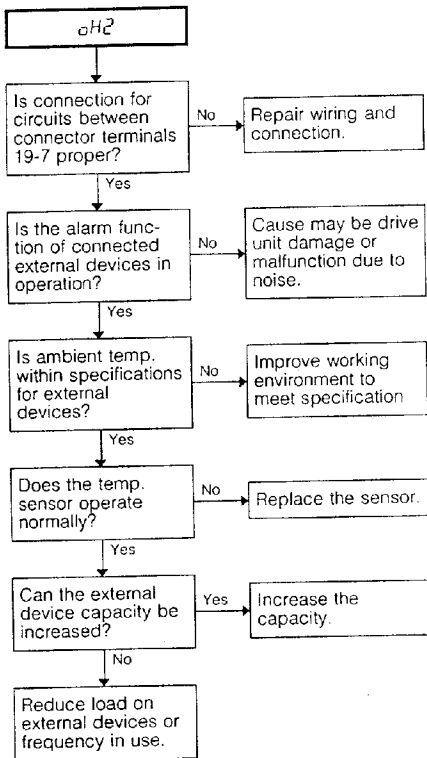 oH2
Is connection for
circuits between
connector terminals
19-7 proper?
No
Repair wiring and
connection.
Yes
Is the alarm func-
tion of connected
external devices in
operation?
No
Cause may be drive
unit damage or
malfunction due to
noise.
Yes
Is ambient temp.
within specifications
for external
devices?
No
Improve working
environment to
meet specification
Yes
Does the temp.
sensor operate
normally?
No
Replace the sensor.
Yes
Can the external
device capacity be
increased?
Yes
Increase the
capacity.
No
Reduce load on
external devices or
frequency in use.